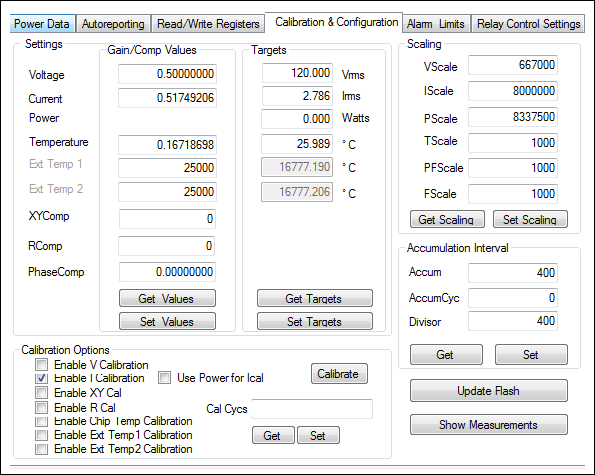 Power Data Autoreporting Read/Write Registers Calibration & Configuration Alarm Limits Relay Control Settings
Settings Gain/Comp Values Targets
Voltage 0.50000000 120.000 Vrms
Current 0.51749206 2.786 Irms
Power 0.000 Watts
Temperature 0.16718698 25.989 °C
Ext Temp 1 25000 16777.190 °C
Ext Temp 2 25000 16777.206 °C
XYComp 0
RComp 0
PhaseComp 0.00000000
Get Values Get Targets
Set Values Set Targets
Scaling
VScale 667000
IScale 8000000
PScale 8337500
TScale 1000
PFScale 1000
FScale 1000
Get Scaling Set Scaling
Accumulation Interval
Accum 400
AccumCyc 0
Divisor 400
Get Set
Calibration Options
Enable V Calibration
Enable I Calibration Use Power for Ical Calibrate
Enable XY Cal
Enable R Cal Cal Cycs
Enable Chip Temp Calibration
Enable Ext Temp1 Calibration Get Set
Enable Ext Temp2 Calibration
Update Flash
Show Measurements